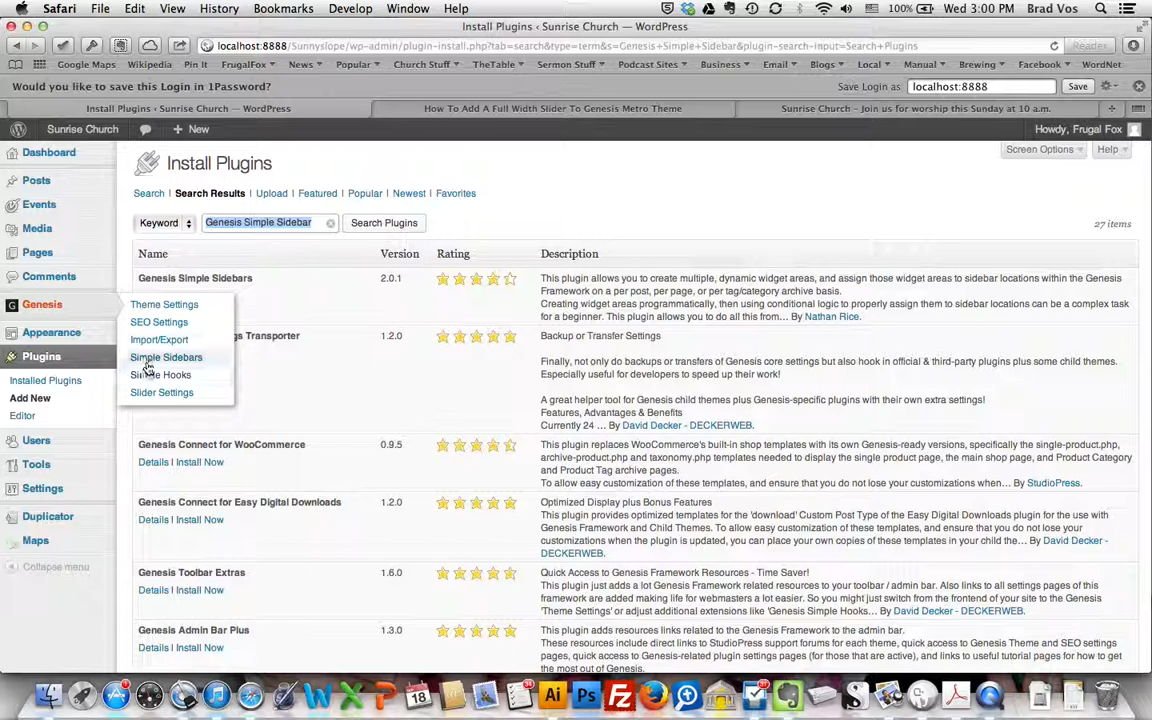 Safari File Edit View History Bookmarks Develop Window Help 100% Wed 3:00 PM Brad Vos
Install Plugins ‹ Sunrise Church — WordPress
localhost:8888/Sunnyslope/wp-admin/plugin-install.php?tab=search&type=term&s=Genesis+Simple+Sidebar&plugin-search-input=Search+Plugins Reader
Google Maps Wikipedia Pin It FrugalFox News Popular Church Stuff TheTable Sermon Stuff Podcast Sites Business Email Blogs Local Manual Brewing Facebook WordNet
Would you like to save this Login in 1Password? Save Login as: localhost:8888 Save
Install Plugins ‹ Sunrise Church — WordPress How To Add A Full Width Slider To Genesis Metro Theme Sunrise Church – Join us for worship this Sunday at 10 a.m.
Sunrise Church + New Howdy, Frugal Fox
Dashboard
Posts
Events
Media
Pages
Comments
Genesis
Appearance
Plugins
Installed Plugins
Add New
Editor
Users
Tools
Settings
Duplicator
Maps
Collapse menu
Theme Settings
SEO Settings
Import/Export
Simple Sidebars
Simple Hooks
Slider Settings
Screen Options Help
Install Plugins
Search | Search Results | Upload | Featured | Popular | Newest | Favorites
Keyword Genesis Simple Sidebar Search Plugins 27 items
Name Version Rating Description
Genesis Simple Sidebars 2.0.1 This plugin allows you to create multiple, dynamic widget areas, and assign those widget areas to sidebar locations within the Genesis
Framework on a per post, per page, or per tag/category archive basis.
Creating widget areas programmatically, then using conditional logic to properly assign them to sidebar locations can be a complex task
for a beginner. This plugin allows you to do all this from… By Nathan Rice.
Transporter 1.2.0 Backup or Transfer Settings
Finally, not only do backups or transfers of Genesis core settings but also hook in official & third-party plugins plus some child themes.
Especially useful for developers to speed up their work!
A great helper tool for Genesis child themes plus Genesis-specific plugins with their own extra settings!
Features, Advantages & Benefits
Currently 24 … By David Decker - DECKERWEB.
Genesis Connect for WooCommerce 0.9.5 This plugin replaces WooCommerce's built-in shop templates with its own Genesis-ready versions, specifically the single-product.php,
Details | Install Now archive-product.php and taxonomy.php templates needed to display the single product page, the main shop page, and Product Category
and Product Tag archive pages.
To allow easy customization of these templates, and ensure that you do not lose your customizations when… By StudioPress.
Genesis Connect for Easy Digital Downloads 1.2.0 Optimized Display plus Bonus Features
Details | Install Now This plugin provides optimized templates for the 'download' Custom Post Type of the Easy Digital Downloads plugin for the use with
Genesis Framework and Child Themes. To allow easy customization of these templates, and ensure that you do not lose your
customizations when the plugin is updated, you can place your own copies of these templates in your child the… By David Decker -
DECKERWEB.
Genesis Toolbar Extras 1.6.0 Quick Access to Genesis Framework Resources - Time Saver!
Details | Install Now This plugin just adds a lot Genesis Framework related resources to your toolbar / admin bar. Also links to all settings pages of this
framework are added making life for webmasters a lot easier. So you might just switch from the frontend of your site to the Genesis
'Theme Settings' or adjust additional extensions like 'Genesis Simple Hooks… By David Decker - DECKERWEB.
Genesis Admin Bar Plus 1.3.0 This plugin adds resources links related to the Genesis Framework to the admin bar.
Details | Install Now These resources include direct links to StudioPress support forums for each theme, quick access to Genesis Theme and SEO settings
pages, quick access to Genesis-related plugin settings pages (for those that are active), and links to useful tutorial pages for how to get
the most out of Genesis.